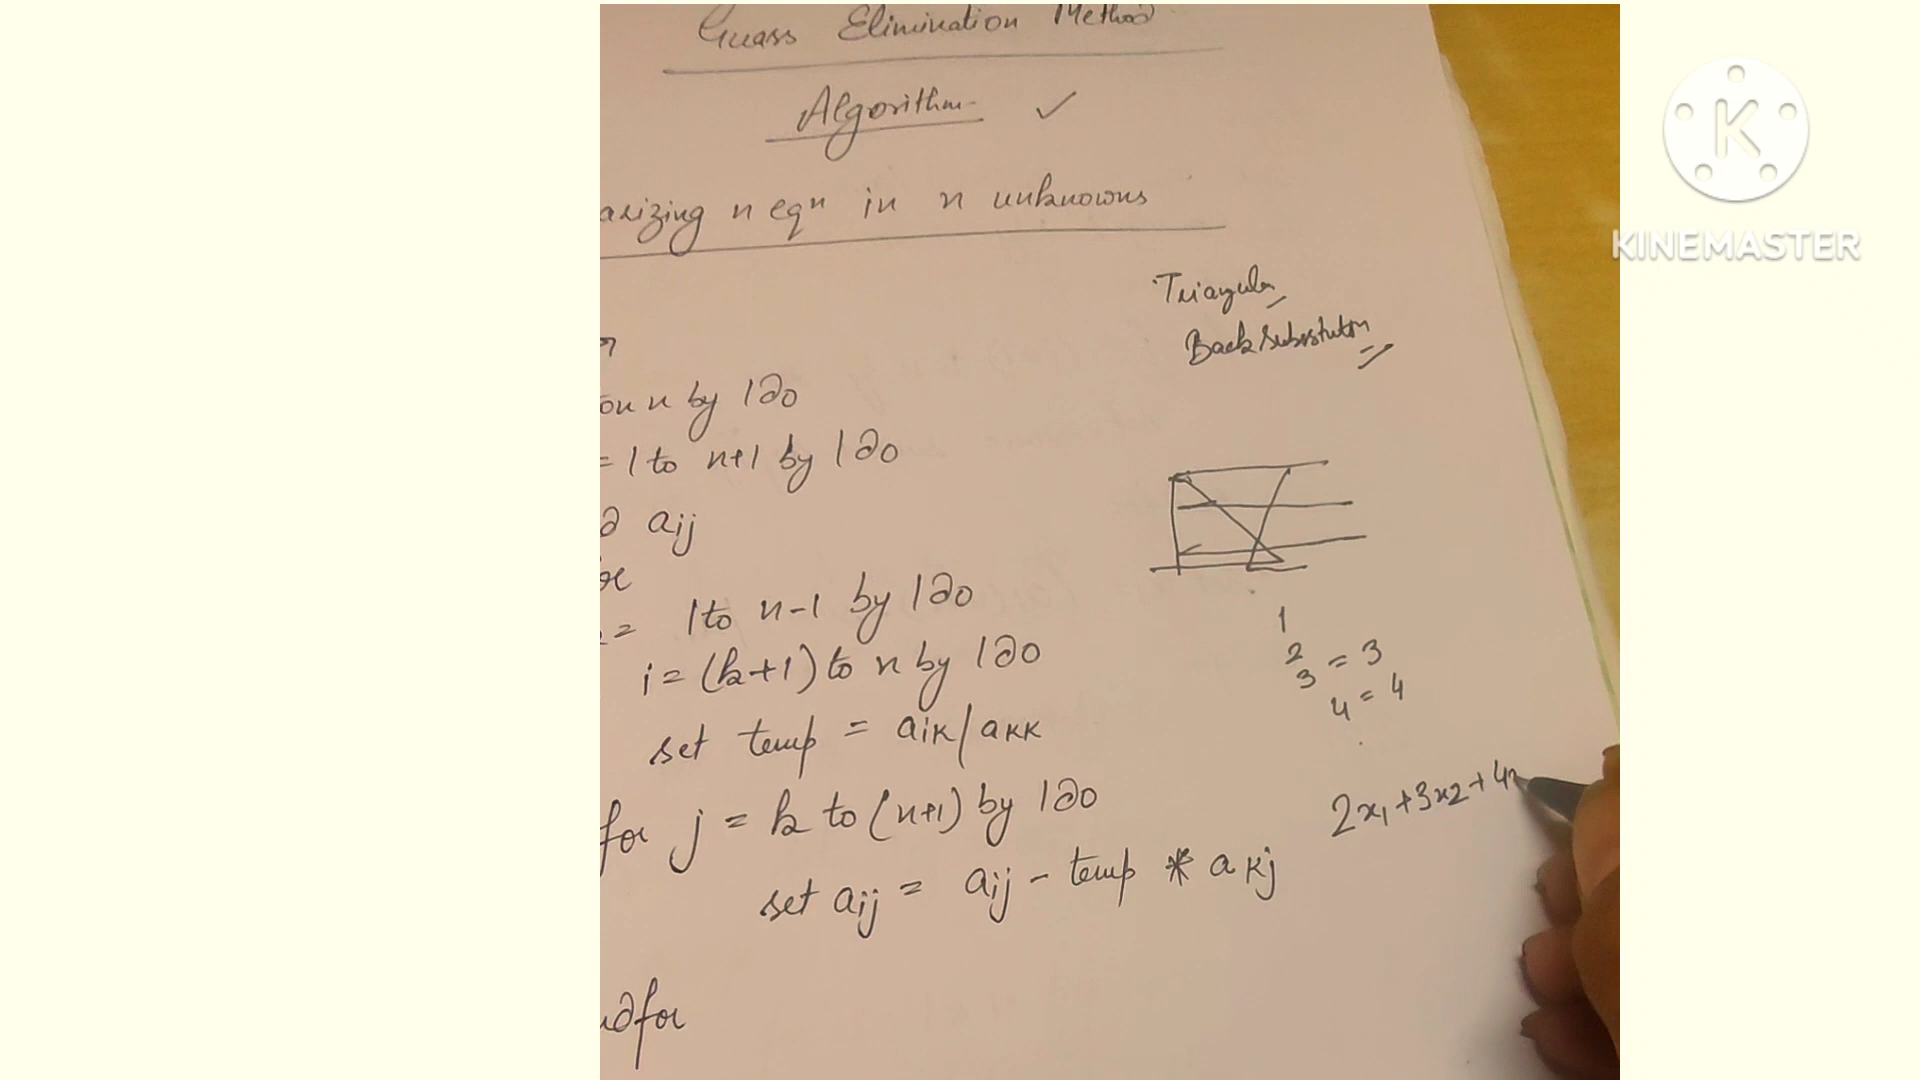 Guass Elimination Method
Algorithm
arizing n eqⁿ in n unknowns
Triangular
Back Substituton
n by 1 do
= 1 to n+1 by 1 do
aij
= 1 to n-1 by 1 do
i = (k+1) to n by 1 do
set temp = aik/akk
for j = k to (n+1) by 1 do
set aij = aij - temp * akj
ndfor
1
2
3 = 3
4 = 4
2x₁ + 3x2 + 4
K
KINEMASTER